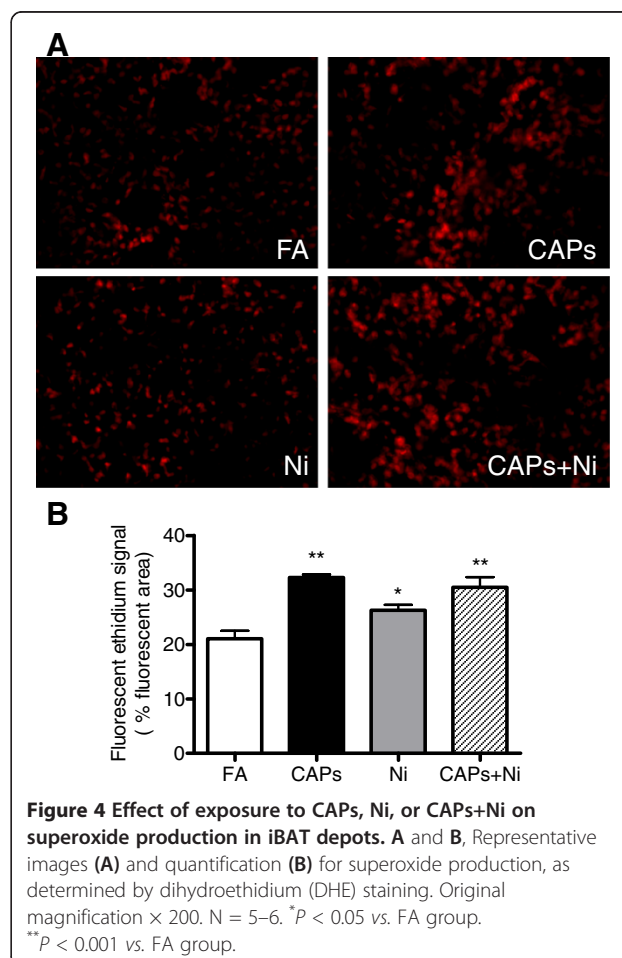 A
FA
CAPs
Ni
CAPs+Ni
B
Fluorescent ethidium signal
( % fluorescent area)
40
30
20
10
0
**
*
**
FA
CAPs
Ni
CAPs+Ni
Figure 4 Effect of exposure to CAPs, Ni, or CAPs+Ni on
superoxide production in iBAT depots. A and B, Representative
images (A) and quantification (B) for superoxide production, as
determined by dihydroethidium (DHE) staining. Original
magnification × 200. N = 5–6. *P < 0.05 vs. FA group.
**P < 0.001 vs. FA group.